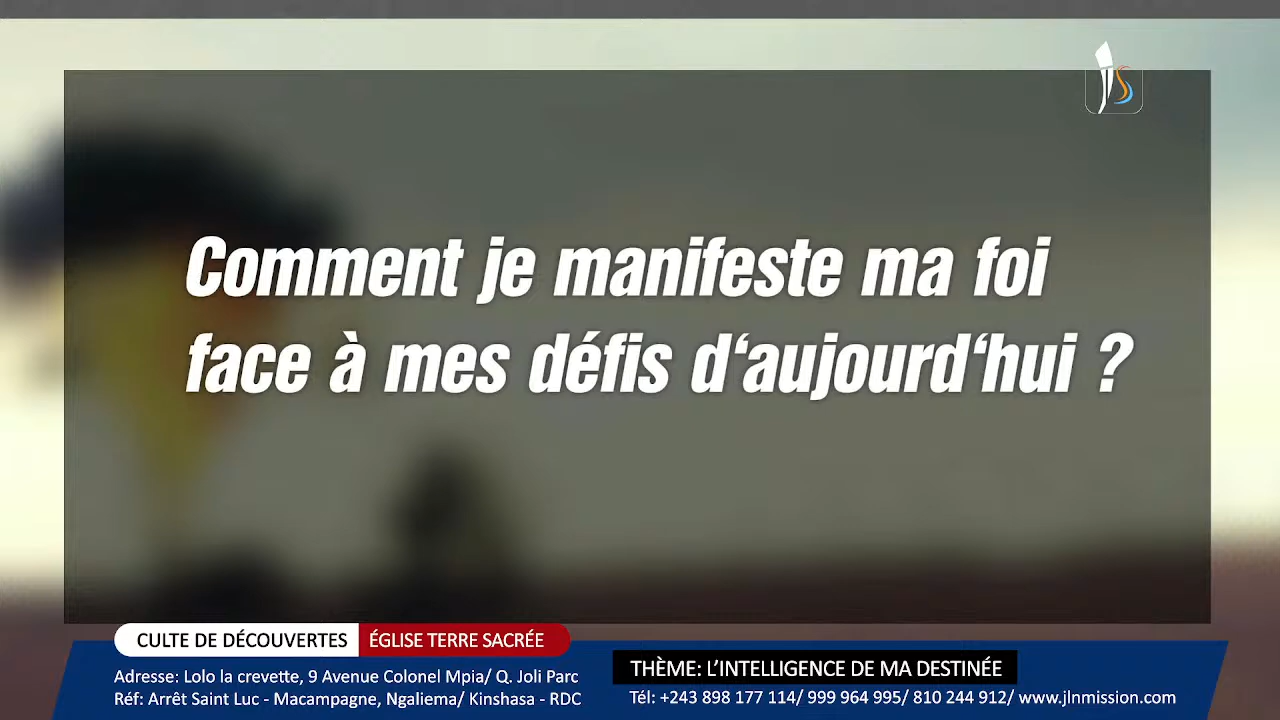 JS
Comment je manifeste ma foi
face à mes défis d‘aujourd‘hui ?
CULTE DE DÉCOUVERTES ÉGLISE TERRE SACRÉE
Adresse: Lolo la crevette, 9 Avenue Colonel Mpia/ Q. Joli Parc
Réf: Arrêt Saint Luc - Macampagne, Ngaliema/ Kinshasa - RDC
THÈME: L’INTELLIGENCE DE MA DESTINÉE
Tél: +243 898 177 114/ 999 964 995/ 810 244 912/ www.jlnmission.com